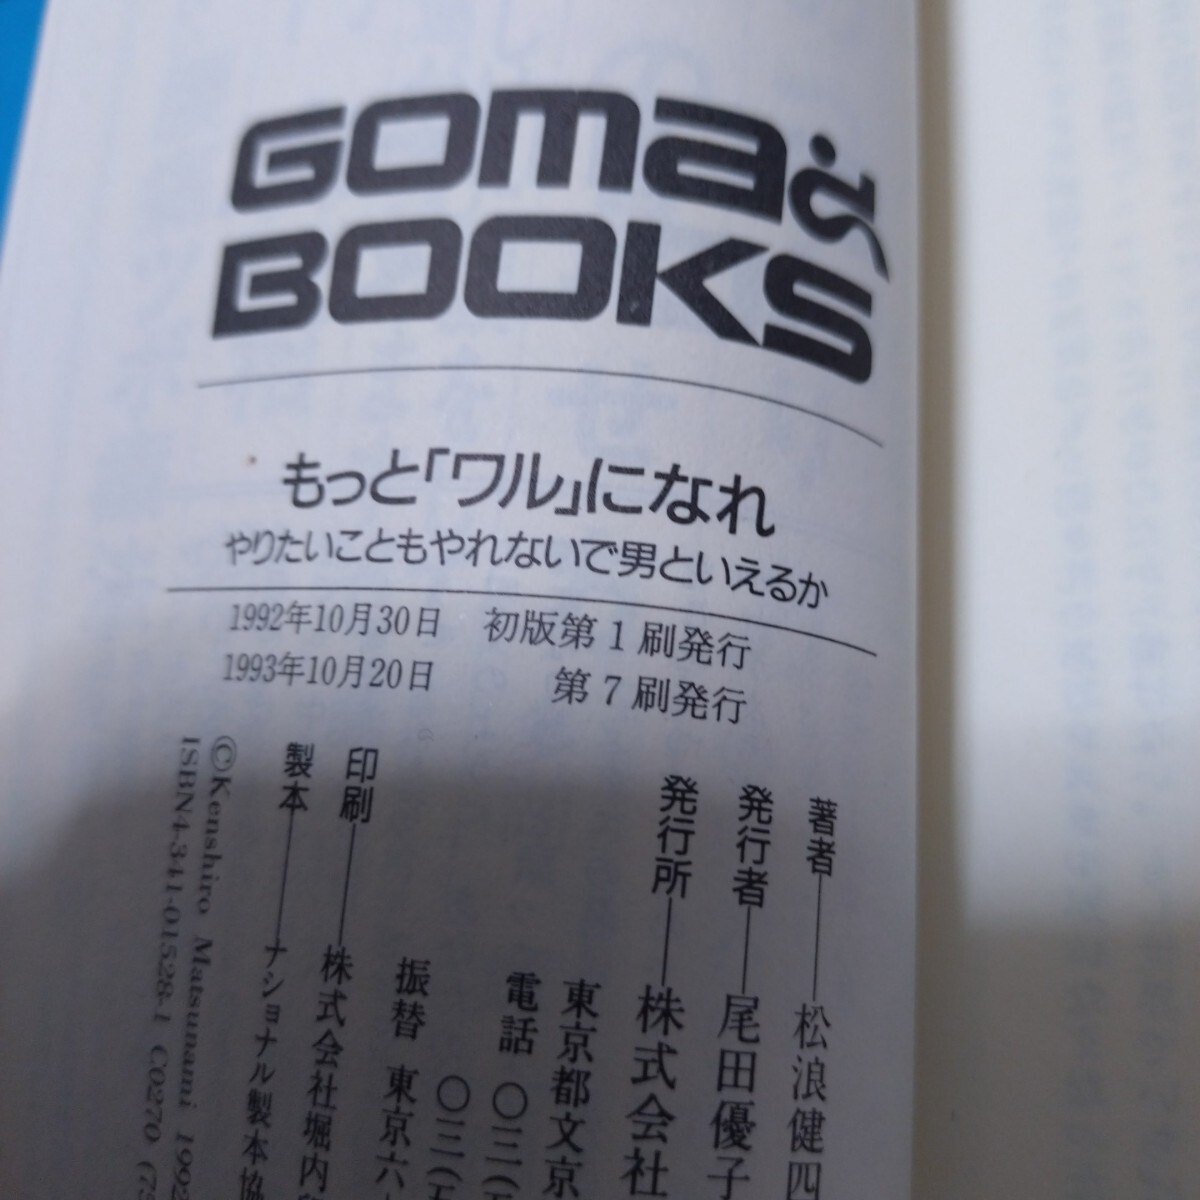 GOMA'S
BOOKS
もっと「ワル」になれ
やりたいこともやれないで男といえるか
1992年10月30日 初版第1刷発行
1993年10月20日 第7刷発行
著者――松浪健四
発行者――尾田優子
発行所――株式会社
東京都文京
電話 〇三(
〇三(
振替 東京六
印刷――株式会社堀内
製本――ナショナル製本協
©Kenshiro Matsunami 1992
ISBN4-341-01528-1 C0270